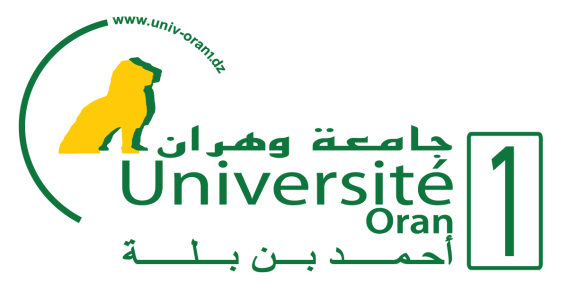 www.univ-oran1.dz
جامعة وهران
Université
Oran
1
أحمد بن بلة